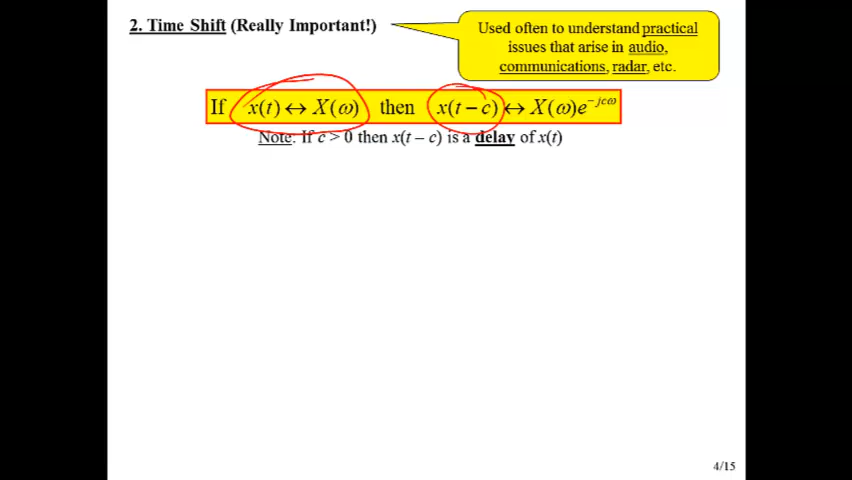 2. Time Shift (Really Important!)
Used often to understand practical
issues that arise in audio,
communications, radar, etc.
If x(t) ↔ X(ω) then x(t − c) ↔ X(ω)e^{−jcω}
Note: If c > 0 then x(t – c) is a delay of x(t)
4/15